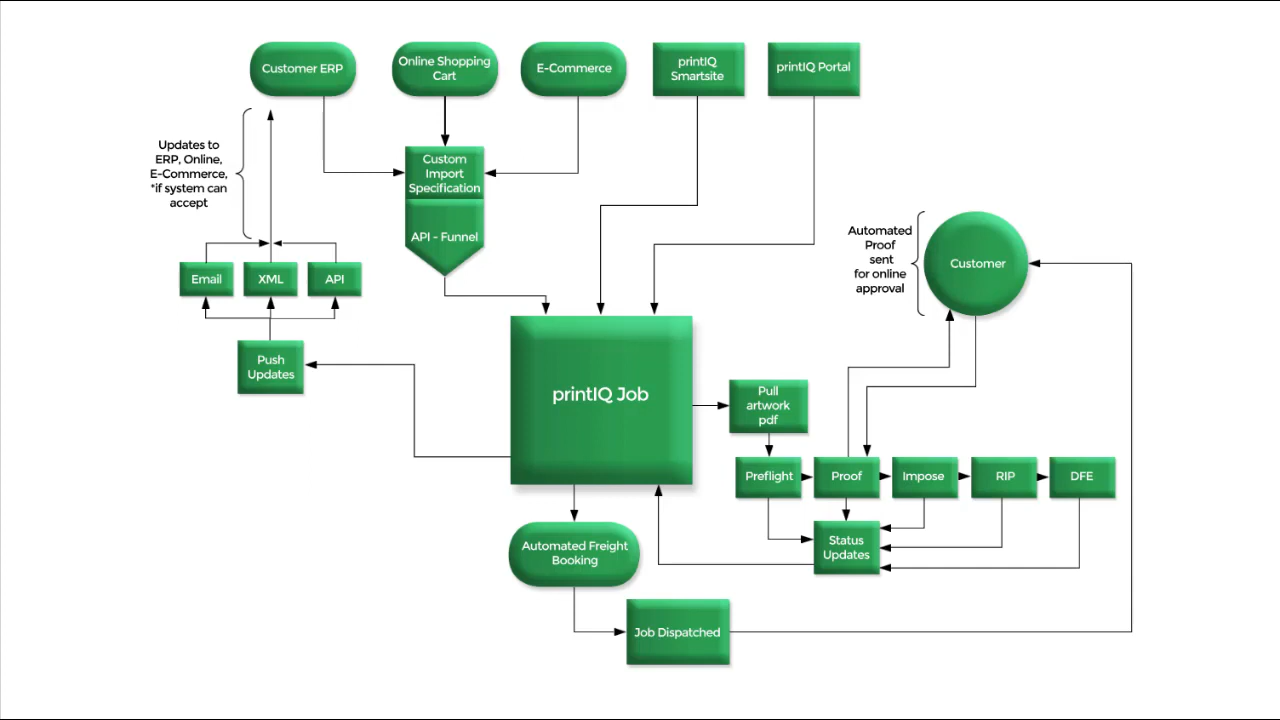 Customer ERP
Online Shopping
Cart
E-Commerce
printIQ
Smartsite
printIQ Portal
Updates to
ERP, Online,
E-Commerce,
*if system can
accept
Custom
Import
Specification
API - Funnel
Automated
Proof
sent
for online
approval
Customer
Email
XML
API
Push
Updates
printIQ Job
Pull
artwork
pdf
Preflight
Proof
Impose
RIP
DFE
Status
Updates
Automated Freight
Booking
Job Dispatched